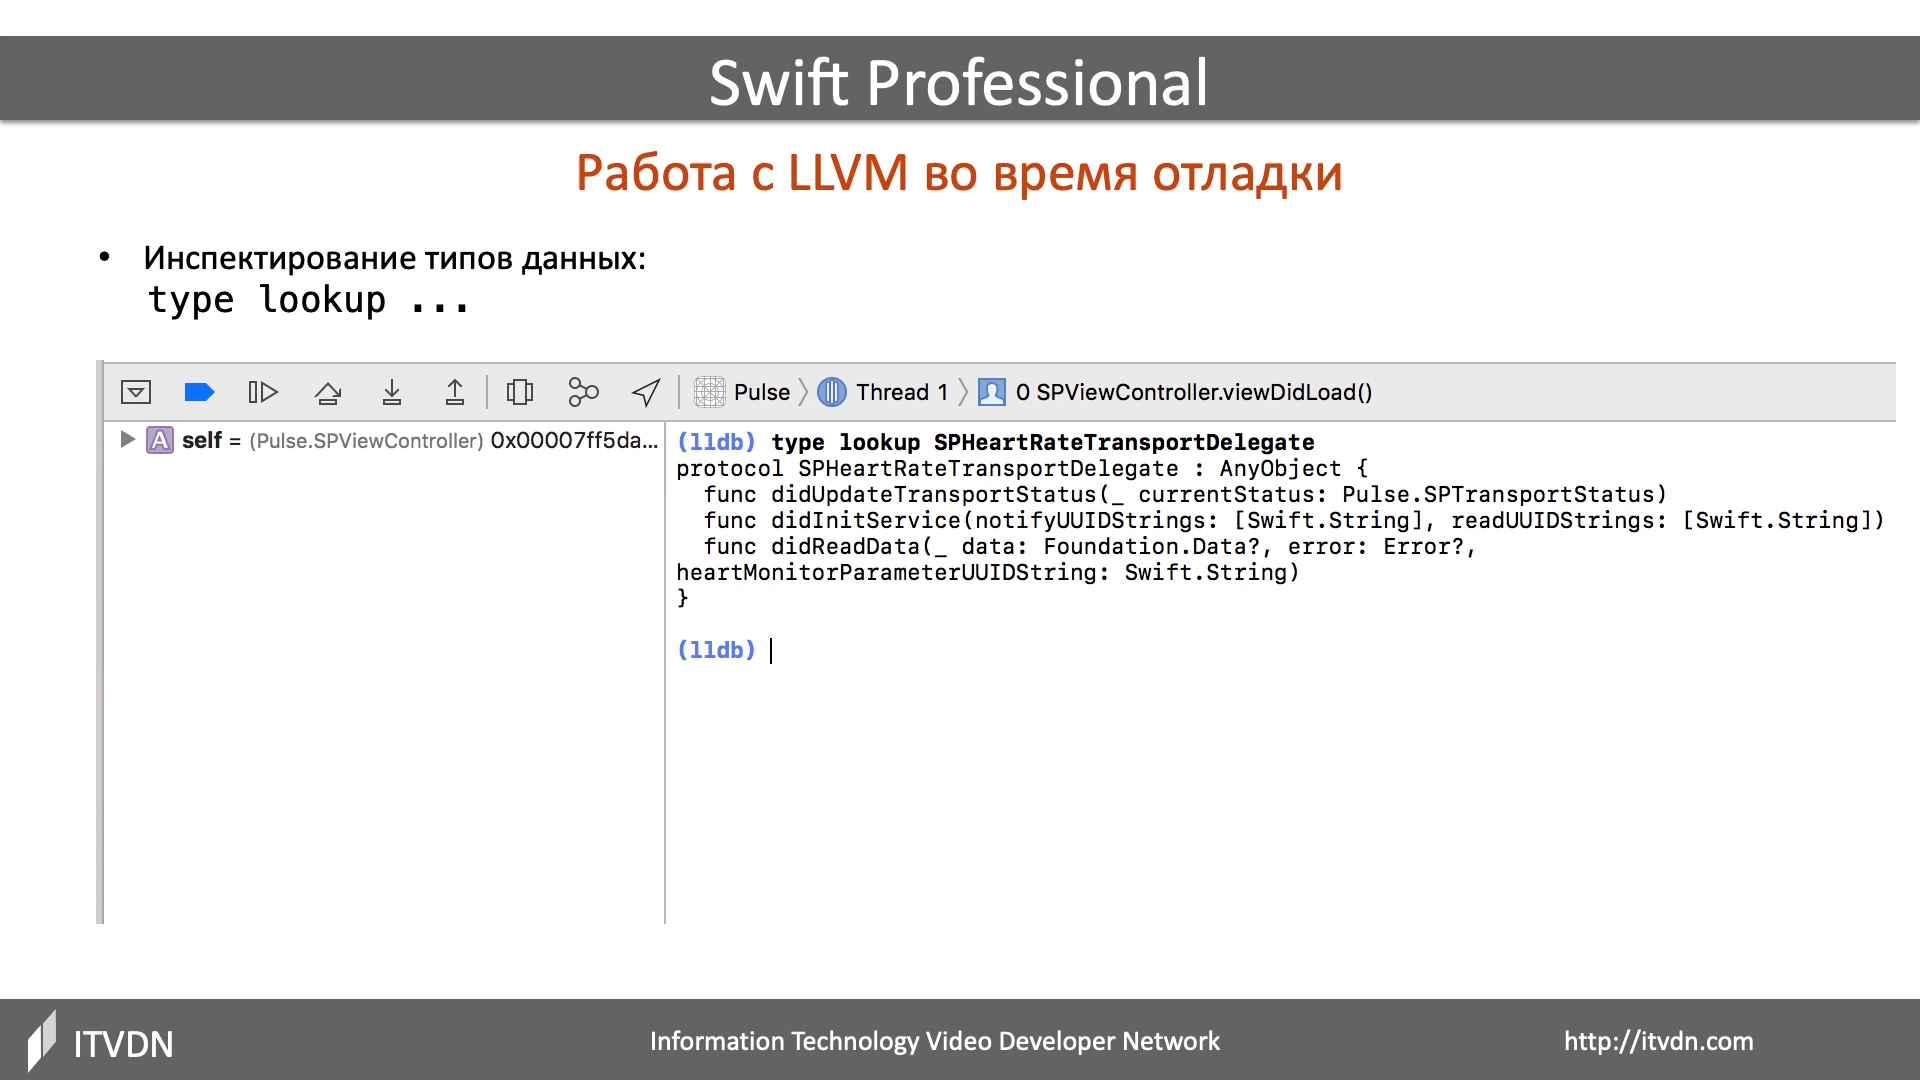 Swift Professional
Работа с LLVM во время отладки
• Инспектирование типов данных:
type lookup ...
Pulse Thread 1 0 SPViewController.viewDidLoad()
A self = (Pulse.SPViewController) 0x00007ff5da...
(lldb) type lookup SPHeartRateTransportDelegate
protocol SPHeartRateTransportDelegate : AnyObject {
  func didUpdateTransportStatus(_ currentStatus: Pulse.SPTransportStatus)
  func didInitService(notifyUUIDStrings: [Swift.String], readUUIDStrings: [Swift.String])
  func didReadData(_ data: Foundation.Data?, error: Error?,
heartMonitorParameterUUIDString: Swift.String)
}
(lldb)
ITVDN
Information Technology Video Developer Network
http://itvdn.com